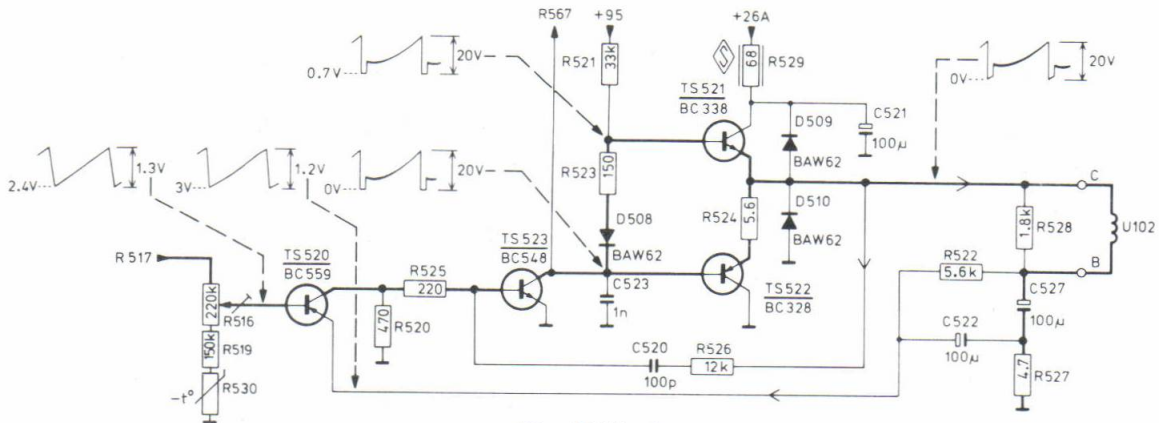 R567
+95
+26A
0.7V
20V
R521
33k
68
R529
0V
20V
TS521
BC338
D509
BAW62
C521
100µ
2.4V
1.3V
3V
1.2V
0V
20V
R523
150
D508
BAW62
R524
5.6
D510
BAW62
C
1.8k
R528
U102
B
R517
TS520
BC559
TS523
BC548
R525
220
TS522
BC328
R522
5.6k
C523
1n
C527
100µ
220k
R516
470
R520
C522
100µ
150k
R519
C520
100p
R526
12k
4.7
R527
-t°
R530